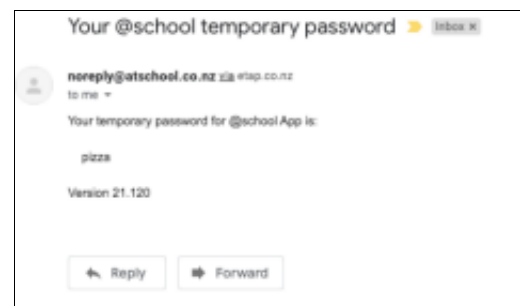 Your @school temporary password
Inbox x
noreply@atschool.co.nz via etap.co.nz
to me
Your temporary password for @school App is:
pizza
Version 21.120
Reply
Forward